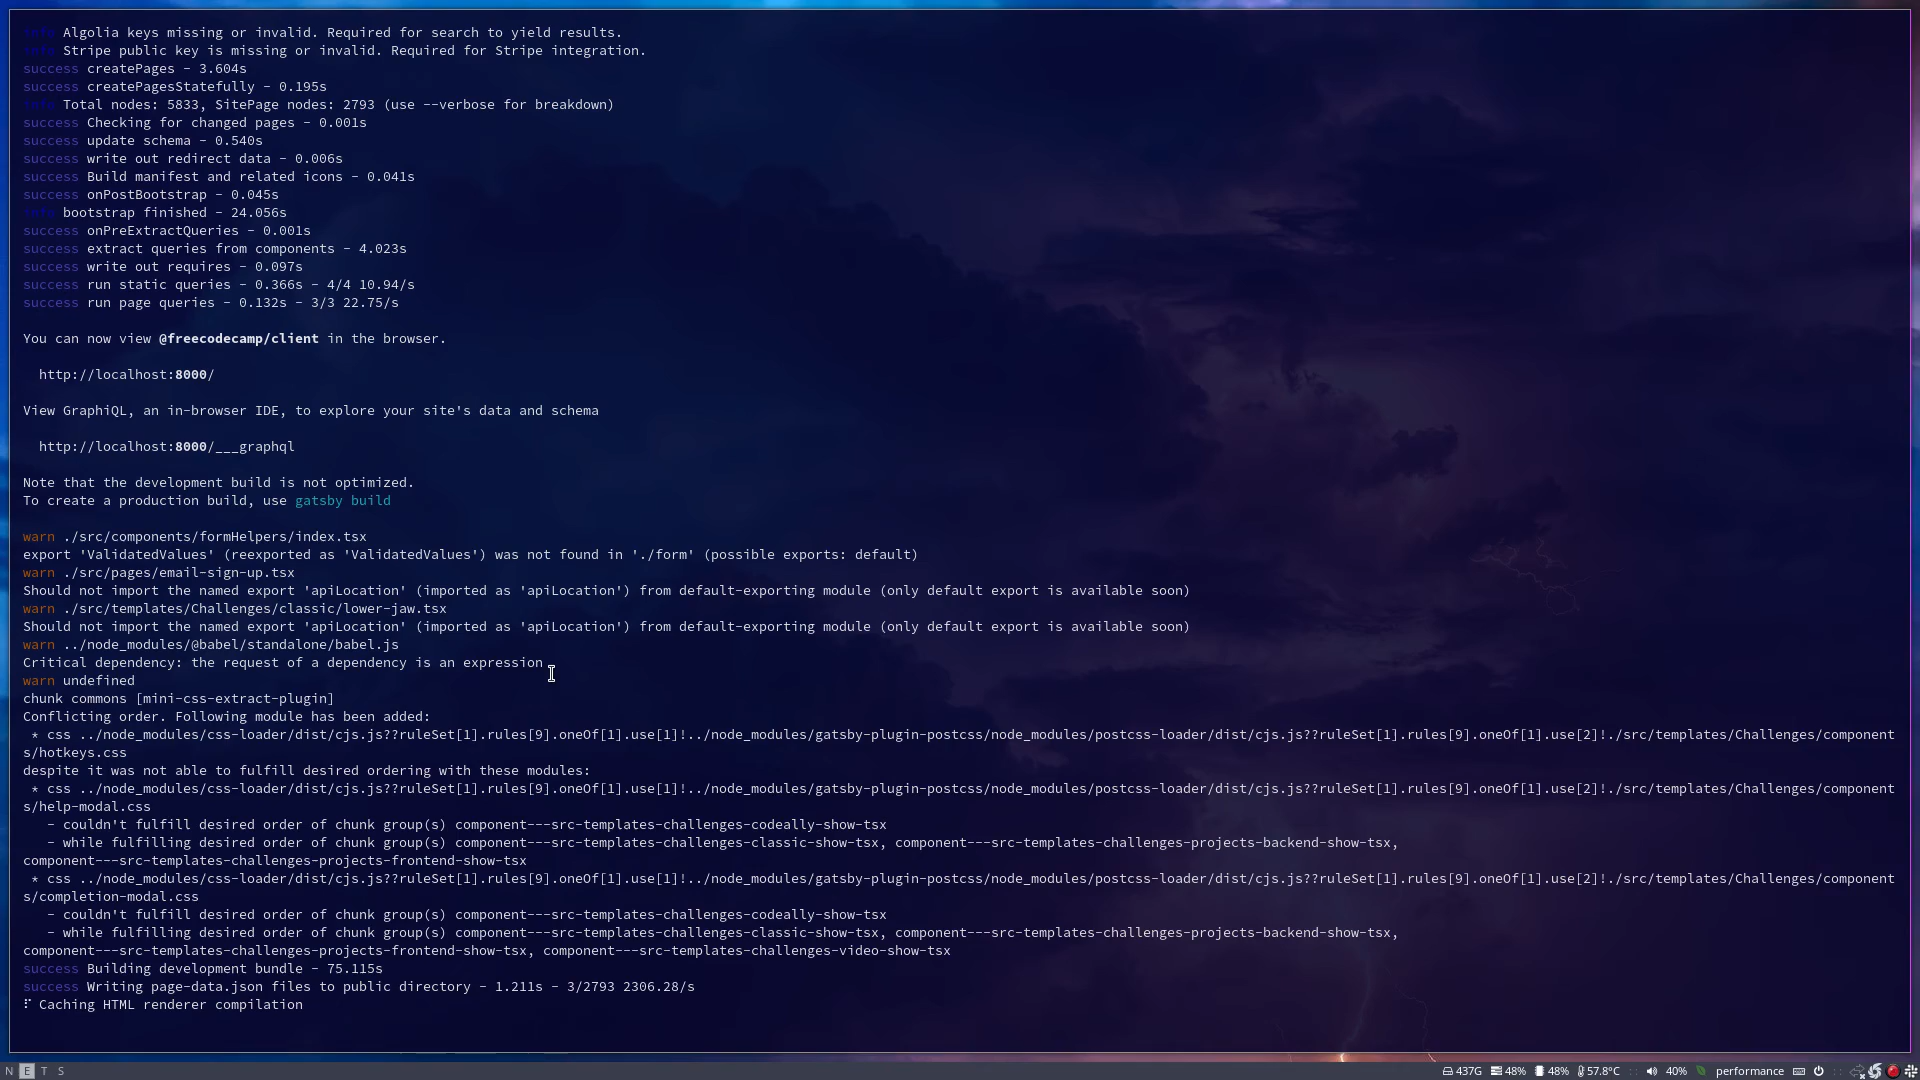 info Algolia keys missing or invalid. Required for search to yield results.
info Stripe public key is missing or invalid. Required for Stripe integration.
success createPages - 3.604s
success createPagesStatefully - 0.195s
info Total nodes: 5833, SitePage nodes: 2793 (use --verbose for breakdown)
success Checking for changed pages - 0.001s
success update schema - 0.540s
success write out redirect data - 0.006s
success Build manifest and related icons - 0.041s
success onPostBootstrap - 0.045s
info bootstrap finished - 24.056s
success onPreExtractQueries - 0.001s
success extract queries from components - 4.023s
success write out requires - 0.097s
success run static queries - 0.366s - 4/4 10.94/s
success run page queries - 0.132s - 3/3 22.75/s
You can now view @freecodecamp/client in the browser.
http://localhost:8000/
View GraphiQL, an in-browser IDE, to explore your site's data and schema
http://localhost:8000/___graphql
Note that the development build is not optimized.
To create a production build, use gatsby build
warn ./src/components/formHelpers/index.tsx
export 'ValidatedValues' (reexported as 'ValidatedValues') was not found in './form' (possible exports: default)
warn ./src/pages/email-sign-up.tsx
Should not import the named export 'apiLocation' (imported as 'apiLocation') from default-exporting module (only default export is available soon)
warn ./src/templates/Challenges/classic/lower-jaw.tsx
Should not import the named export 'apiLocation' (imported as 'apiLocation') from default-exporting module (only default export is available soon)
warn ../node_modules/@babel/standalone/babel.js
Critical dependency: the request of a dependency is an expression
warn undefined
chunk commons [mini-css-extract-plugin]
Conflicting order. Following module has been added:
* css ../node_modules/css-loader/dist/cjs.js??ruleSet[1].rules[9].oneOf[1].use[1]!../node_modules/gatsby-plugin-postcss/node_modules/postcss-loader/dist/cjs.js??ruleSet[1].rules[9].oneOf[1].use[2]!./src/templates/Challenges/component
s/hotkeys.css
despite it was not able to fulfill desired ordering with these modules:
* css ../node_modules/css-loader/dist/cjs.js??ruleSet[1].rules[9].oneOf[1].use[1]!../node_modules/gatsby-plugin-postcss/node_modules/postcss-loader/dist/cjs.js??ruleSet[1].rules[9].oneOf[1].use[2]!./src/templates/Challenges/component
s/help-modal.css
- couldn't fulfill desired order of chunk group(s) component---src-templates-challenges-codeally-show-tsx
- while fulfilling desired order of chunk group(s) component---src-templates-challenges-classic-show-tsx, component---src-templates-challenges-projects-backend-show-tsx,
component---src-templates-challenges-projects-frontend-show-tsx
* css ../node_modules/css-loader/dist/cjs.js??ruleSet[1].rules[9].oneOf[1].use[1]!../node_modules/gatsby-plugin-postcss/node_modules/postcss-loader/dist/cjs.js??ruleSet[1].rules[9].oneOf[1].use[2]!./src/templates/Challenges/component
s/completion-modal.css
- couldn't fulfill desired order of chunk group(s) component---src-templates-challenges-codeally-show-tsx
- while fulfilling desired order of chunk group(s) component---src-templates-challenges-classic-show-tsx, component---src-templates-challenges-projects-backend-show-tsx,
component---src-templates-challenges-projects-frontend-show-tsx, component---src-templates-challenges-video-show-tsx
success Building development bundle - 75.115s
success Writing page-data.json files to public directory - 1.211s - 3/2793 2306.28/s
⠏ Caching HTML renderer compilation
N E T S 437G 48% 48% 57.8°C 40% performance